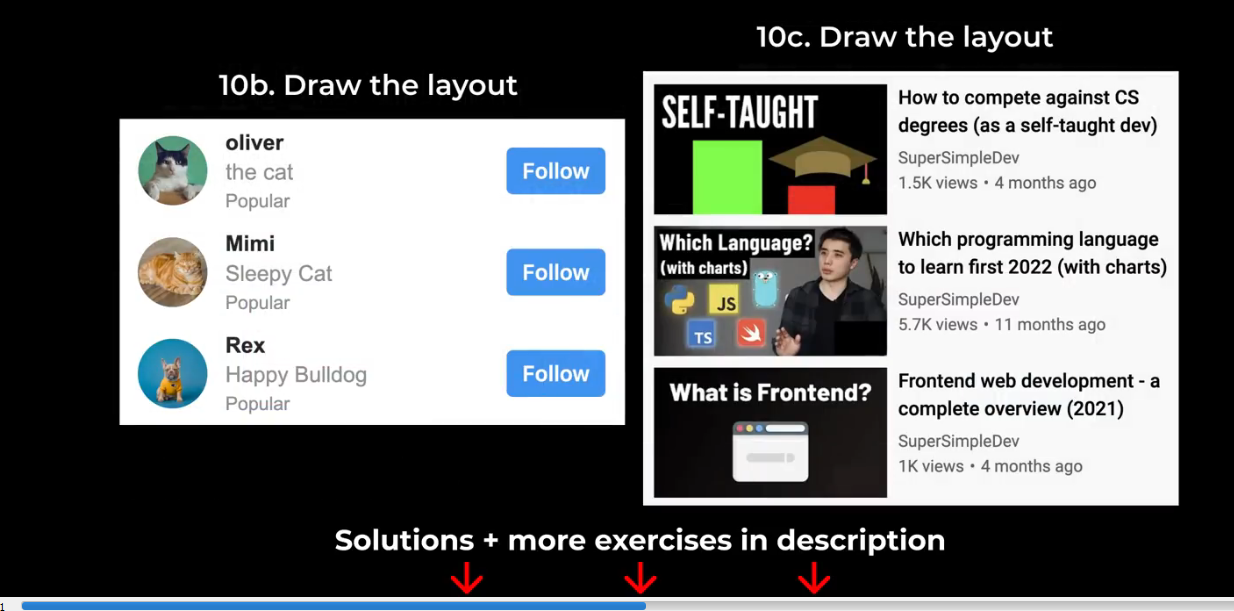 10b. Draw the layout
oliver
the cat
Popular
Follow
Mimi
Sleepy Cat
Popular
Follow
Rex
Happy Bulldog
Popular
Follow
10c. Draw the layout
SELF-TAUGHT
How to compete against CS
degrees (as a self-taught dev)
SuperSimpleDev
1.5K views • 4 months ago
Which Language?
(with charts)
JS
TS
Which programming language
to learn first 2022 (with charts)
SuperSimpleDev
5.7K views • 11 months ago
What is Frontend?
Frontend web development - a
complete overview (2021)
SuperSimpleDev
1K views • 4 months ago
Solutions + more exercises in description
1